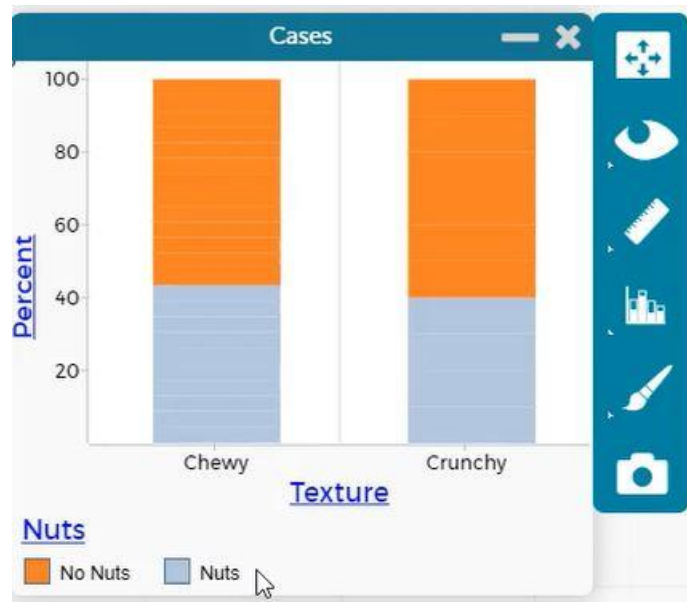 Cases
100
80
60
40
20
Percent
Chewy Crunchy
Texture
Nuts
No Nuts Nuts